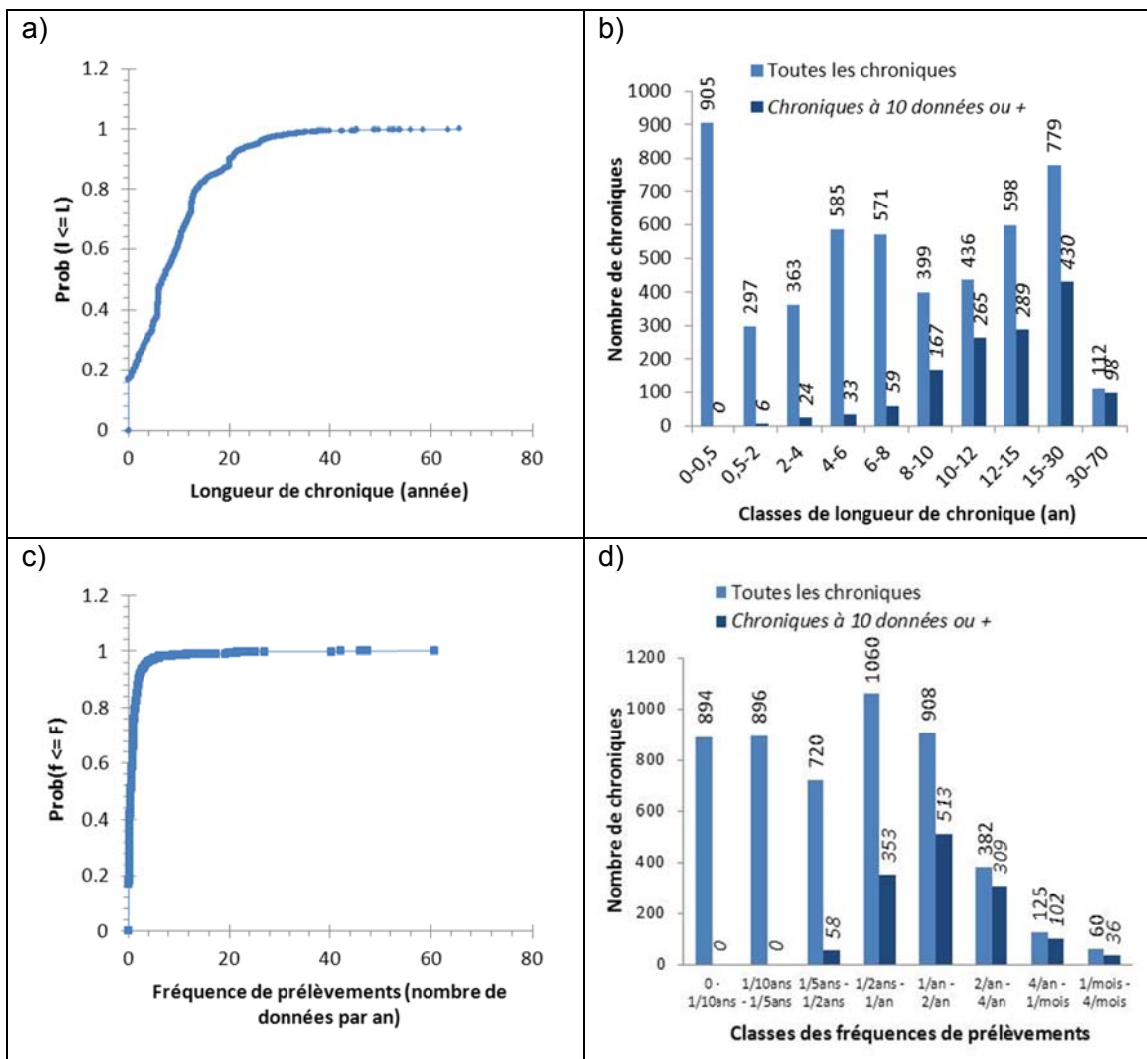 a)
1.2
1
0.8
0.6
0.4
0.2
0
Prob (l <= L)
0
20
40
60
80
Longueur de chronique (année)
b)
Toutes les chroniques
Chroniques à 10 données ou +
1000
900
800
700
600
500
400
300
200
100
0
Nombre de chroniques
905
0
297
6
363
24
585
33
571
59
399
167
436
265
598
289
779
430
112
98
0-0,5
0,5-2
2-4
4-6
6-8
8-10
10-12
12-15
15-30
30-70
Classes de longueur de chronique (an)
c)
1.2
1
0.8
0.6
0.4
0.2
0
Prob(f <= F)
0
20
40
60
80
Fréquence de prélèvements (nombre de
données par an)
d)
Toutes les chroniques
Chroniques à 10 données ou +
1200
1000
800
600
400
200
0
Nombre de chroniques
894
0
896
0
720
58
1060
353
908
513
382
309
125
102
60
36
0 -
1/10ans
1/10ans
- 1/5ans
1/5ans -
1/2ans
1/2ans -
1/an
1/an -
2/an
2/an -
4/an
4/an -
1/mois
1/mois -
4/mois
Classes des fréquences de prélèvements